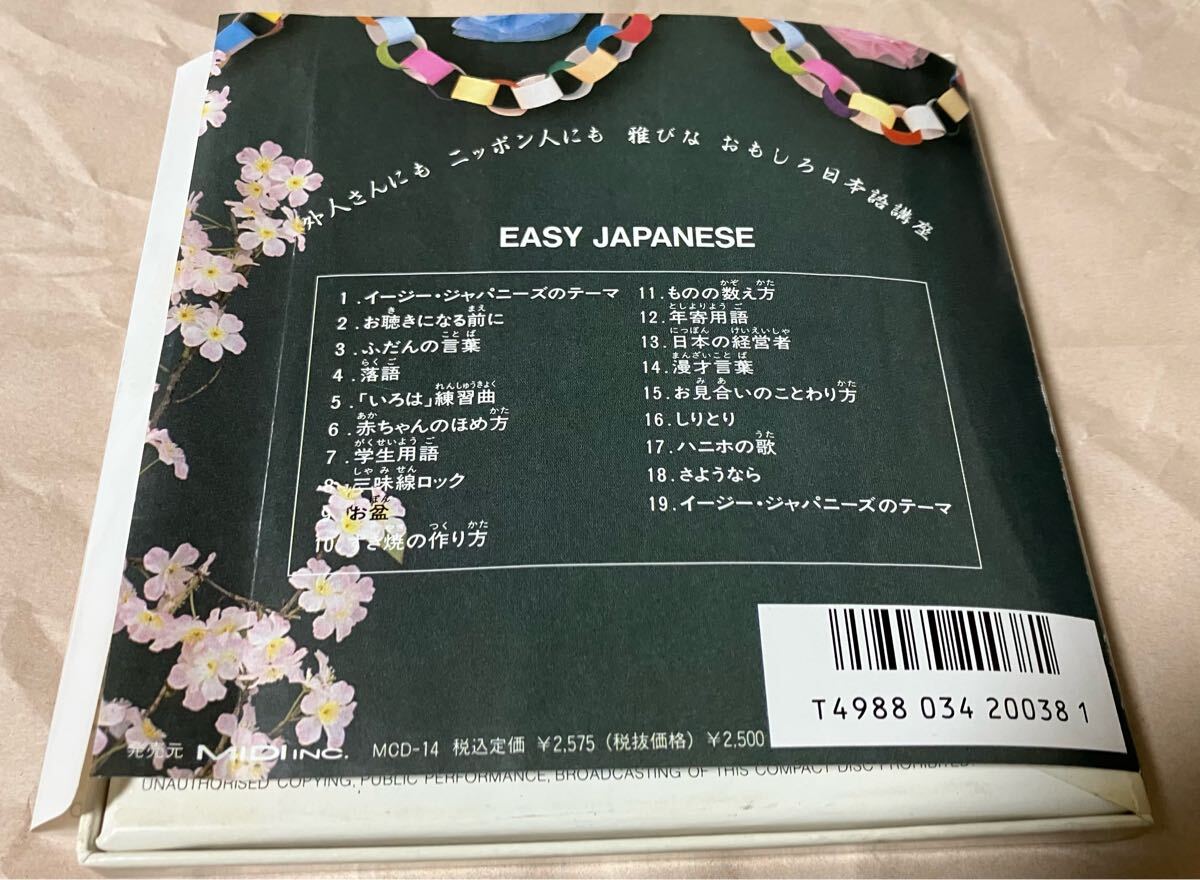 外人さんにも ニッポン人にも 雅びな おもしろ日本語講座
EASY JAPANESE
1.イージー・ジャパニーズのテーマ
2.お聴きになる前に
3.ふだんの言葉
4.落語
5.「いろは」練習曲
6.赤ちゃんのほめ方
7.学生用語
8.三味線ロック
9.お盆
10.すき焼の作り方
11.ものの数え方
12.年寄用語
13.日本の経営者
14.漫才言葉
15.お見合いのことわり方
16.しりとり
17.ハニホの歌
18.さようなら
19.イージー・ジャパニーズのテーマ
T4988 034 20038 1
発売元 MIDI INC. MCD-14 税込定価 ¥2,575(税抜価格)¥2,500
UNAUTHORISED COPYING, PUBLIC PERFORMANCE, BROADCASTING OF THIS COMPACT DISC PROHIBITED.